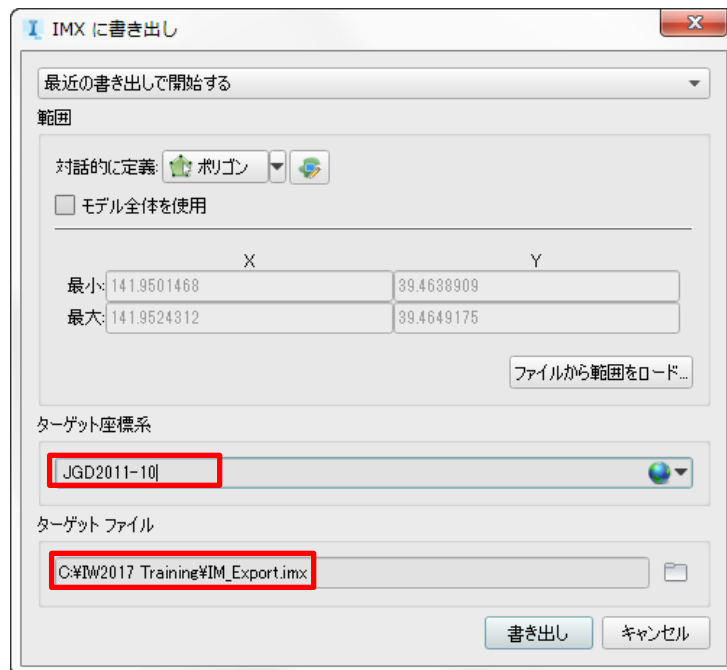 IMX に書き出し
最近の書き出しで開始する
範囲
対話的に定義: ポリゴン
モデル全体を使用
X Y
最小: 141.9501468 39.4638909
最大: 141.9524312 39.4649175
ファイルから範囲をロード...
ターゲット座標系
JGD2011-10
ターゲット ファイル
C:¥IW2017 Training¥IM_Export.imx
書き出し キャンセル